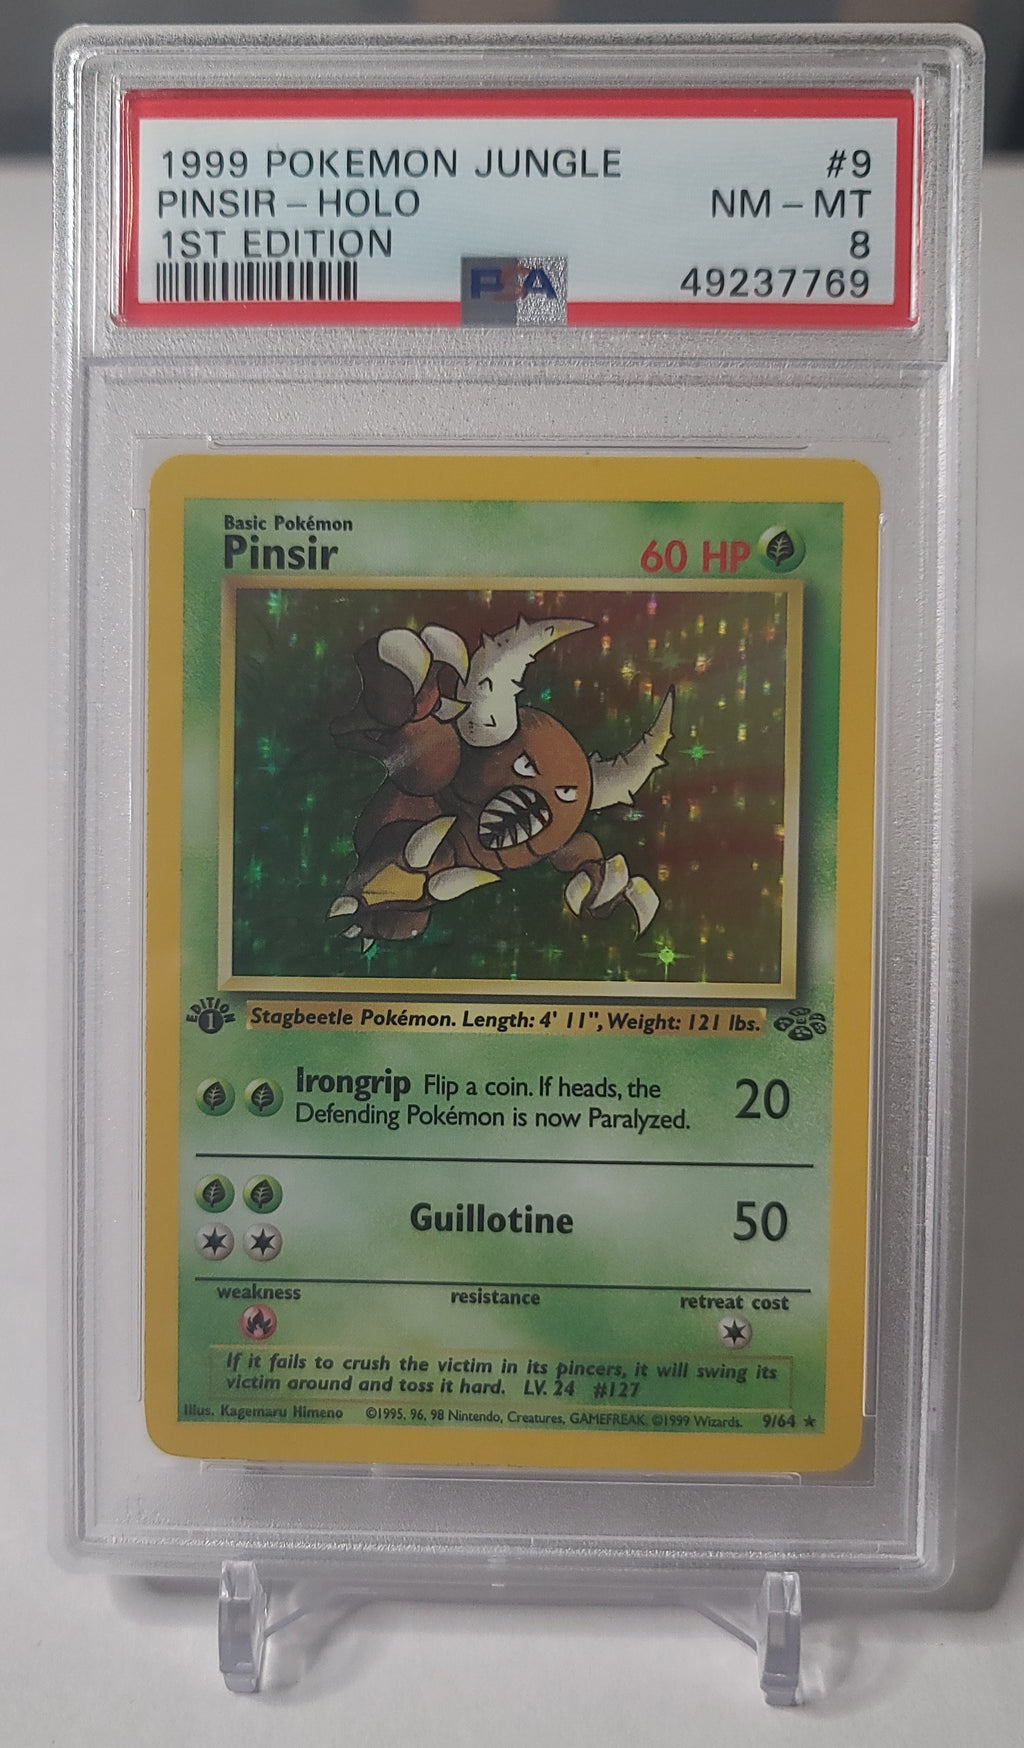 1999 POKEMON JUNGLE #9
PINSIR - HOLO NM - MT
1ST EDITION 8
PSA 49237769
Basic Pokémon
Pinsir 60 HP
EDITION 1
Stagbeetle Pokémon. Length: 4' 11", Weight: 121 lbs.
Irongrip Flip a coin. If heads, the
Defending Pokémon is now Paralyzed. 20
Guillotine 50
weakness resistance retreat cost
If it fails to crush the victim in its pincers, it will swing its
victim around and toss it hard. LV. 24 #127
Illus. Kagemaru Himeno ©1995, 96, 98 Nintendo, Creatures, GAMEFREAK. ©1999 Wizards. 9/64 ★